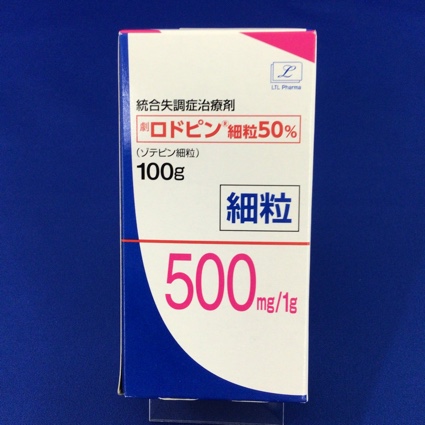 LTL Pharma
統合失調症治療剤
劇 ロドピン®細粒50%
(ゾテピン細粒)
100g
細粒
500mg/1g